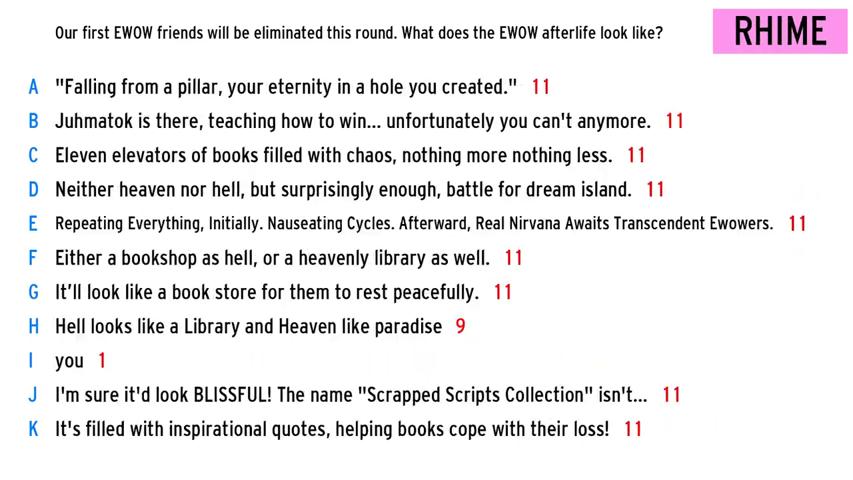 Our first EWOW friends will be eliminated this round. What does the EWOW afterlife look like? RHIME
A "Falling from a pillar, your eternity in a hole you created." 11
B Juhmatok is there, teaching how to win... unfortunately you can't anymore. 11
C Eleven elevators of books filled with chaos, nothing more nothing less. 11
D Neither heaven nor hell, but surprisingly enough, battle for dream island. 11
E Repeating Everything, Initially. Nauseating Cycles. Afterward, Real Nirvana Awaits Transcendent Ewowers. 11
F Either a bookshop as hell, or a heavenly library as well. 11
G It’ll look like a book store for them to rest peacefully. 11
H Hell looks like a Library and Heaven like paradise 9
I you 1
J I'm sure it'd look BLISSFUL! The name "Scrapped Scripts Collection" isn't... 11
K It's filled with inspirational quotes, helping books cope with their loss! 11